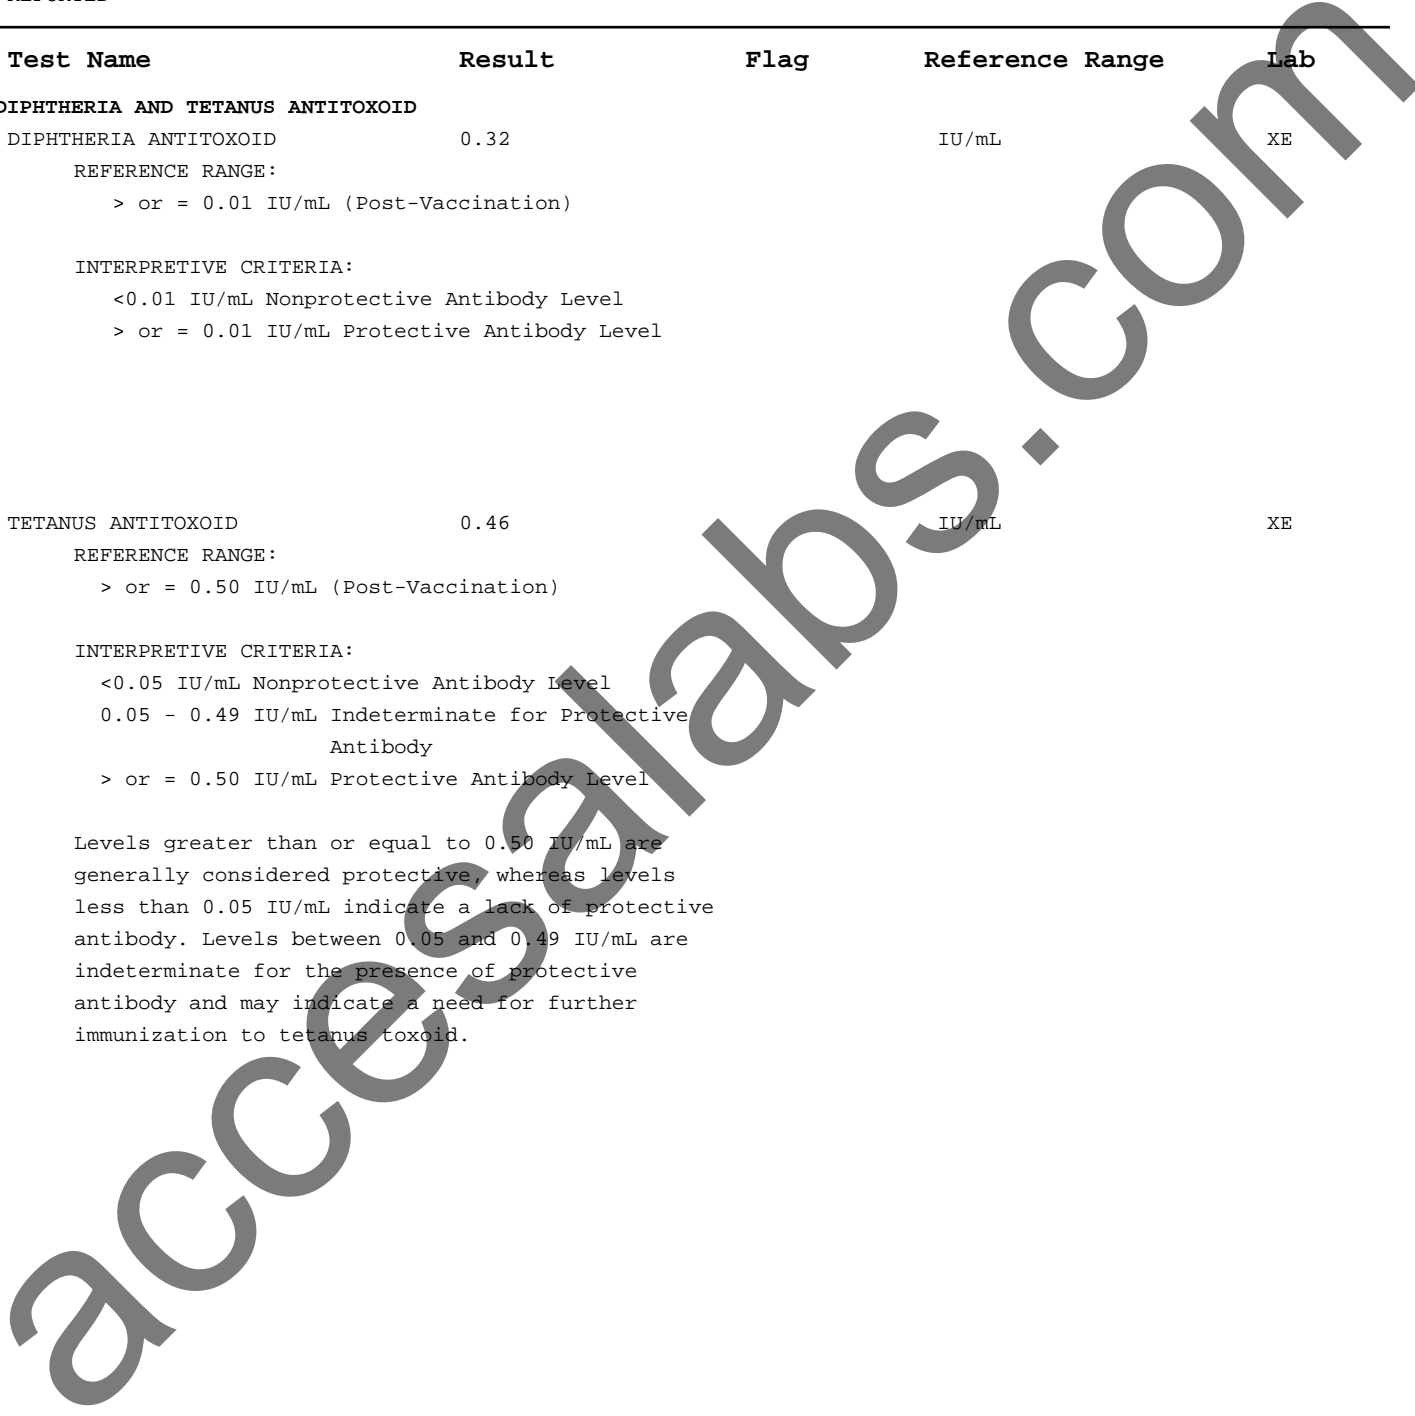 Test Name Result Flag Reference Range Lab
DIPHTHERIA AND TETANUS ANTITOXOID
DIPHTHERIA ANTITOXOID 0.32 IU/mL XE
REFERENCE RANGE:
> or = 0.01 IU/mL (Post-Vaccination)
INTERPRETIVE CRITERIA:
<0.01 IU/mL Nonprotective Antibody Level
> or = 0.01 IU/mL Protective Antibody Level
TETANUS ANTITOXOID 0.46 IU/mL XE
REFERENCE RANGE:
> or = 0.50 IU/mL (Post-Vaccination)
INTERPRETIVE CRITERIA:
<0.05 IU/mL Nonprotective Antibody Level
0.05 - 0.49 IU/mL Indeterminate for Protective
Antibody
> or = 0.50 IU/mL Protective Antibody Level
Levels greater than or equal to 0.50 IU/mL are
generally considered protective, whereas levels
less than 0.05 IU/mL indicate a lack of protective
antibody. Levels between 0.05 and 0.49 IU/mL are
indeterminate for the presence of protective
antibody and may indicate a need for further
immunization to tetanus toxoid.
accesalabs.com